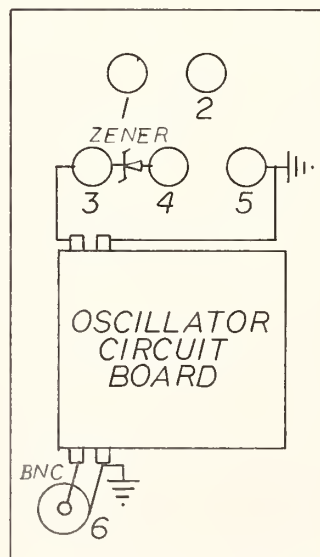 1 2
ZENER
3 4 5
OSCILLATOR
CIRCUIT
BOARD
BNC
6